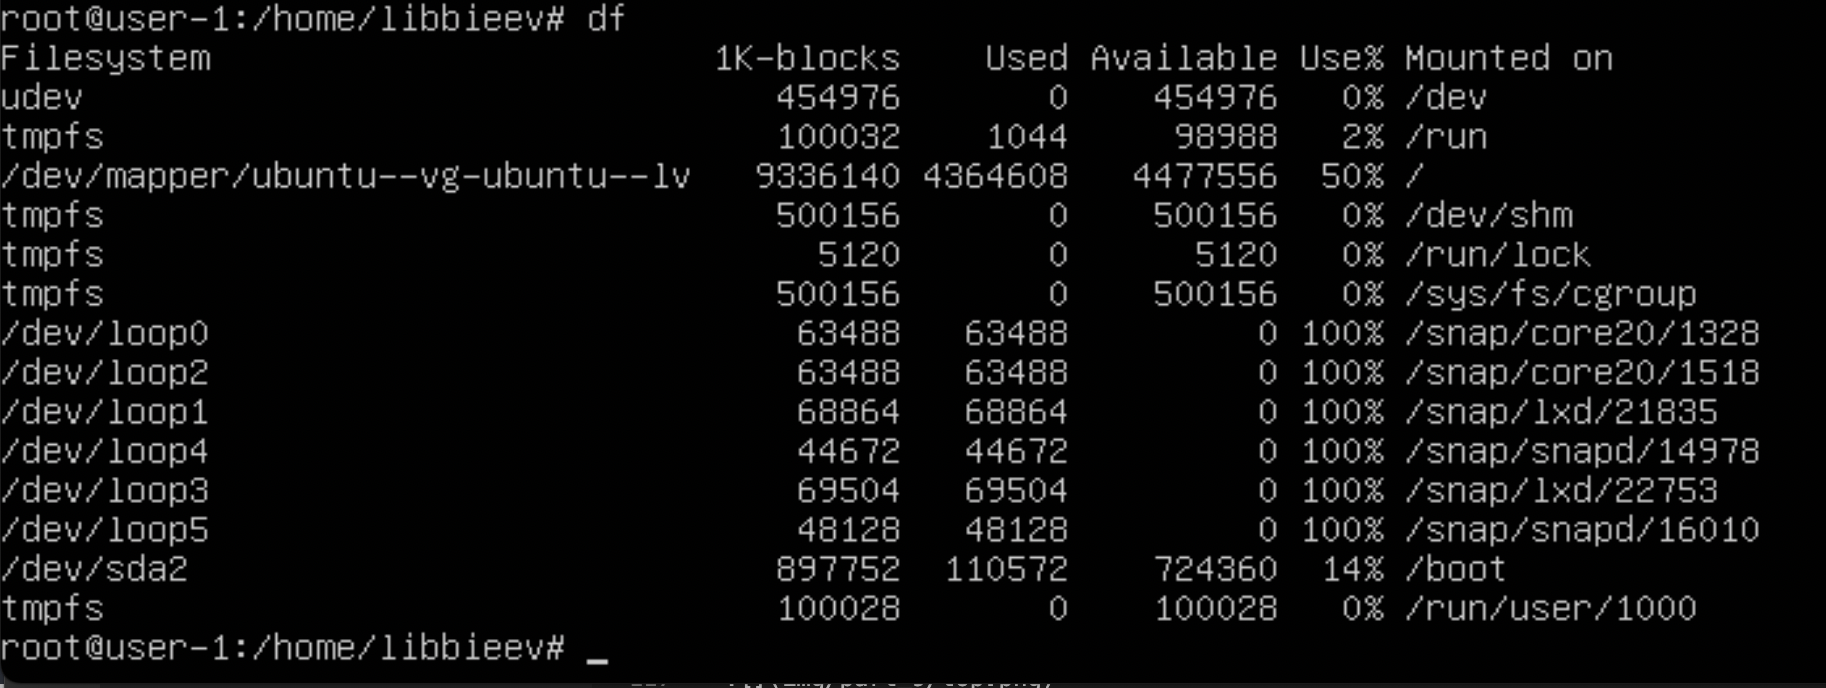 root@user-1:/home/libbieev# df
Filesystem 1K-blocks Used Available Use% Mounted on
udev 454976 0 454976 0% /dev
tmpfs 100032 1044 98988 2% /run
/dev/mapper/ubuntu--vg-ubuntu--lv 9336140 4364608 4477556 50% /
tmpfs 500156 0 500156 0% /dev/shm
tmpfs 5120 0 5120 0% /run/lock
tmpfs 500156 0 500156 0% /sys/fs/cgroup
/dev/loop0 63488 63488 0 100% /snap/core20/1328
/dev/loop2 63488 63488 0 100% /snap/core20/1518
/dev/loop1 68864 68864 0 100% /snap/lxd/21835
/dev/loop4 44672 44672 0 100% /snap/snapd/14978
/dev/loop3 69504 69504 0 100% /snap/lxd/22753
/dev/loop5 48128 48128 0 100% /snap/snapd/16010
/dev/sda2 897752 110572 724360 14% /boot
tmpfs 100028 0 100028 0% /run/user/1000
root@user-1:/home/libbieev# _